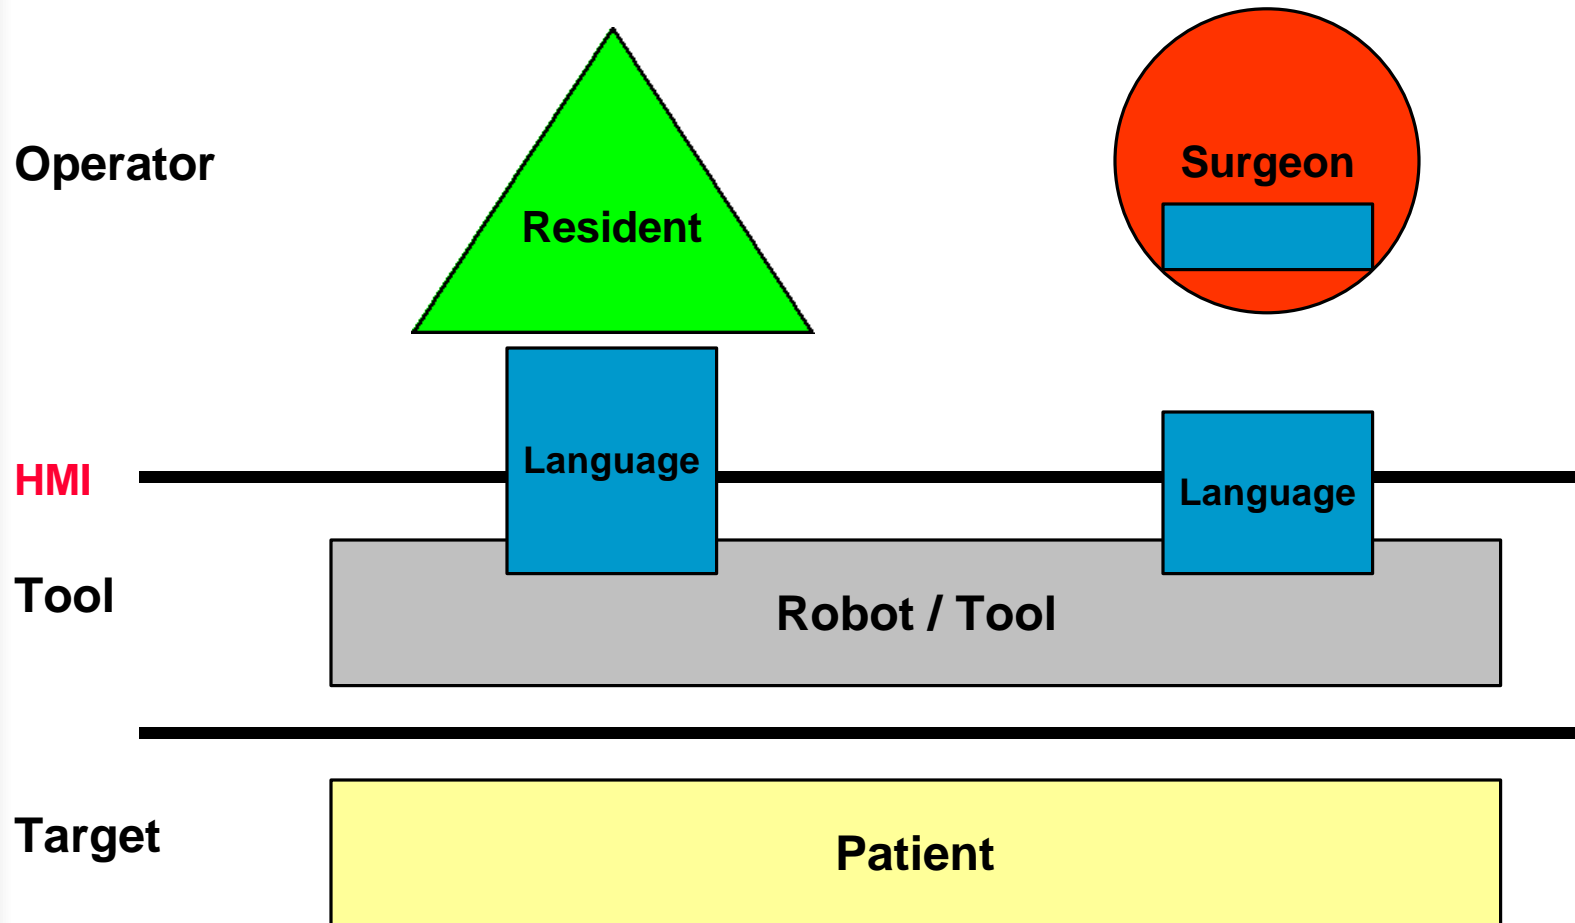 Operator
Resident
Surgeon
HMI
Language
Language
Tool
Robot / Tool
Target
Patient